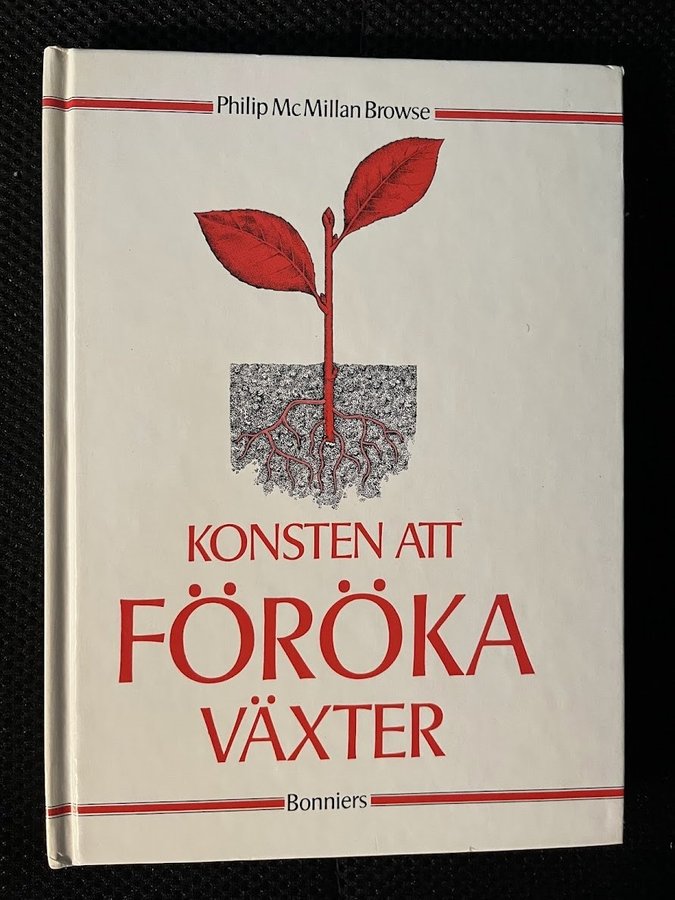 Philip McMillan Browse
KONSTEN ATT
FÖRÖKA
VÄXTER
Bonniers